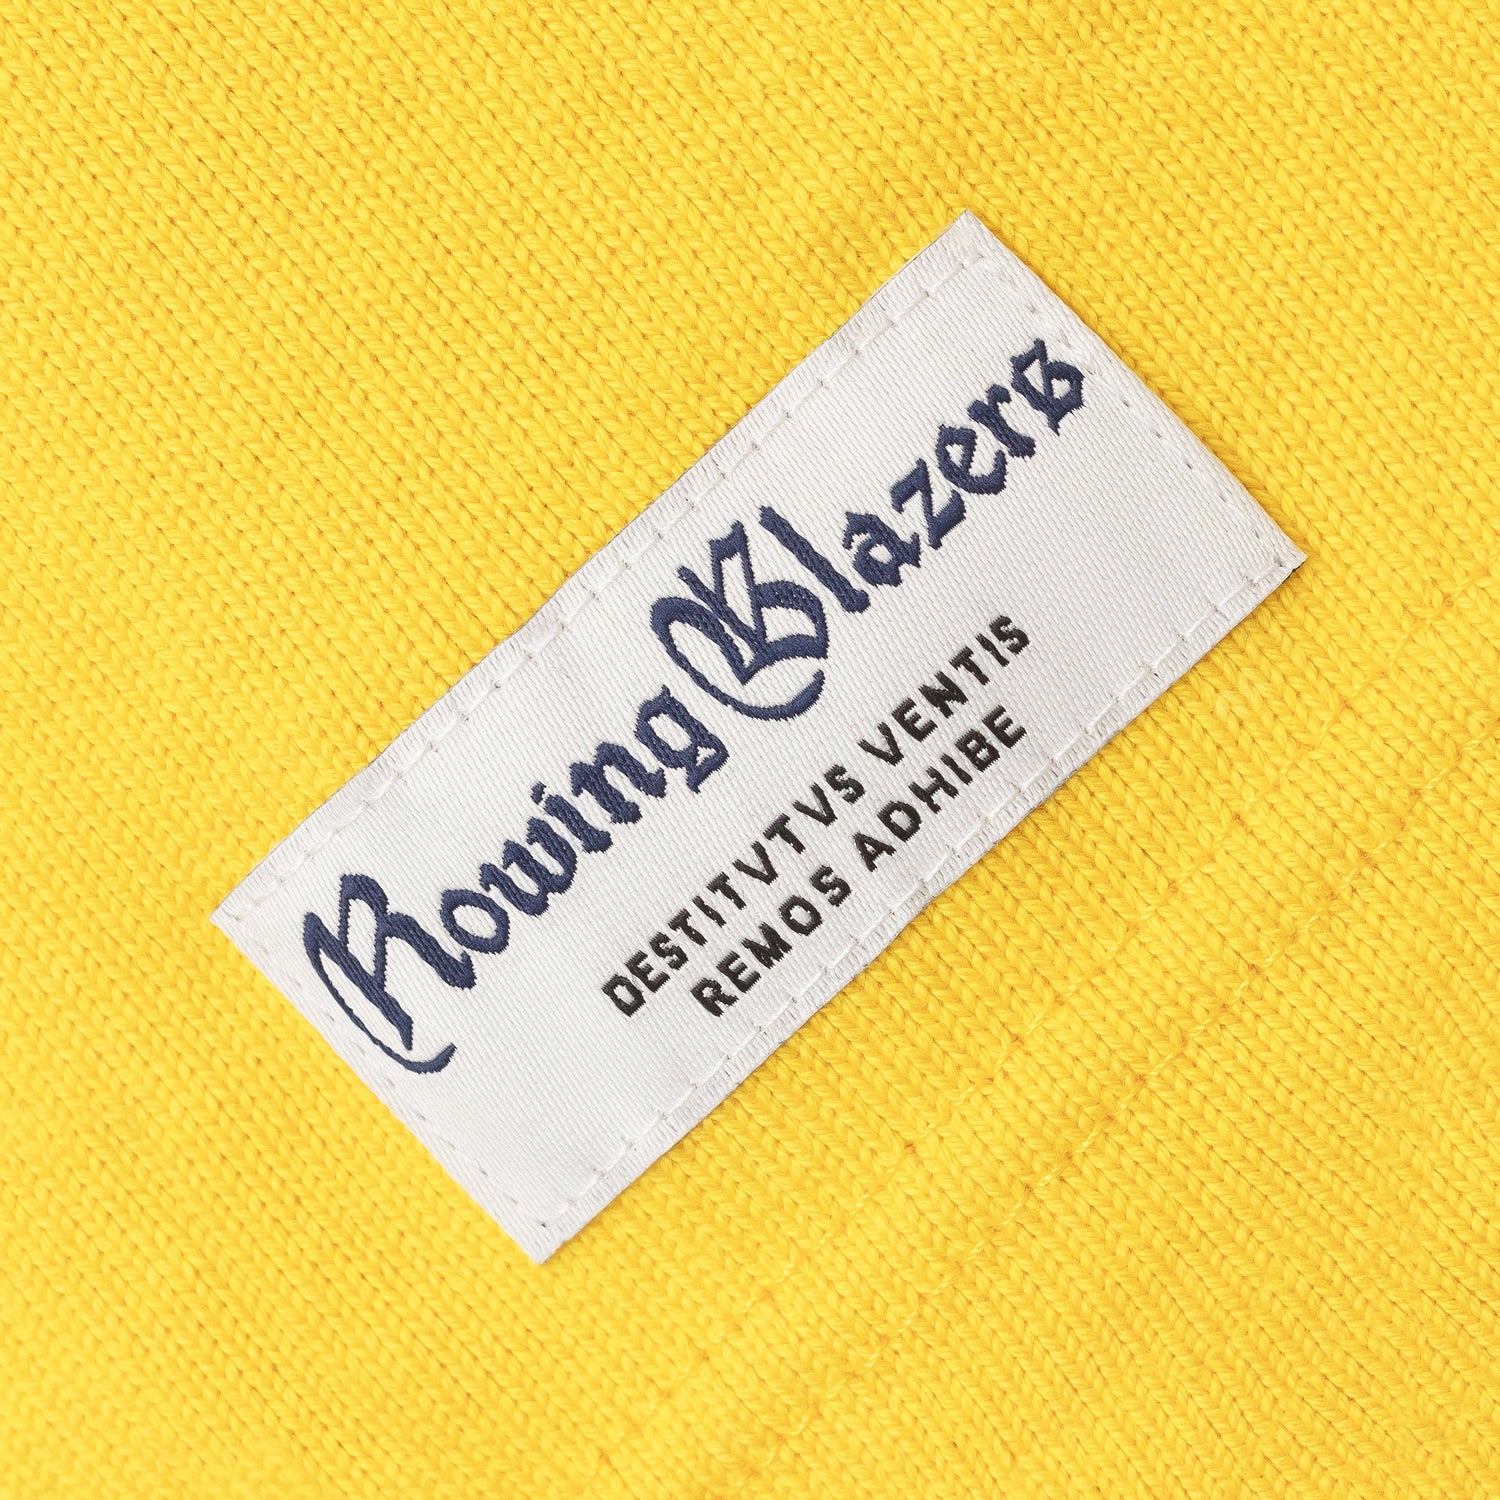 Rowing Blazers
DESTITVTVS VENTIS
REMOS ADHIBE